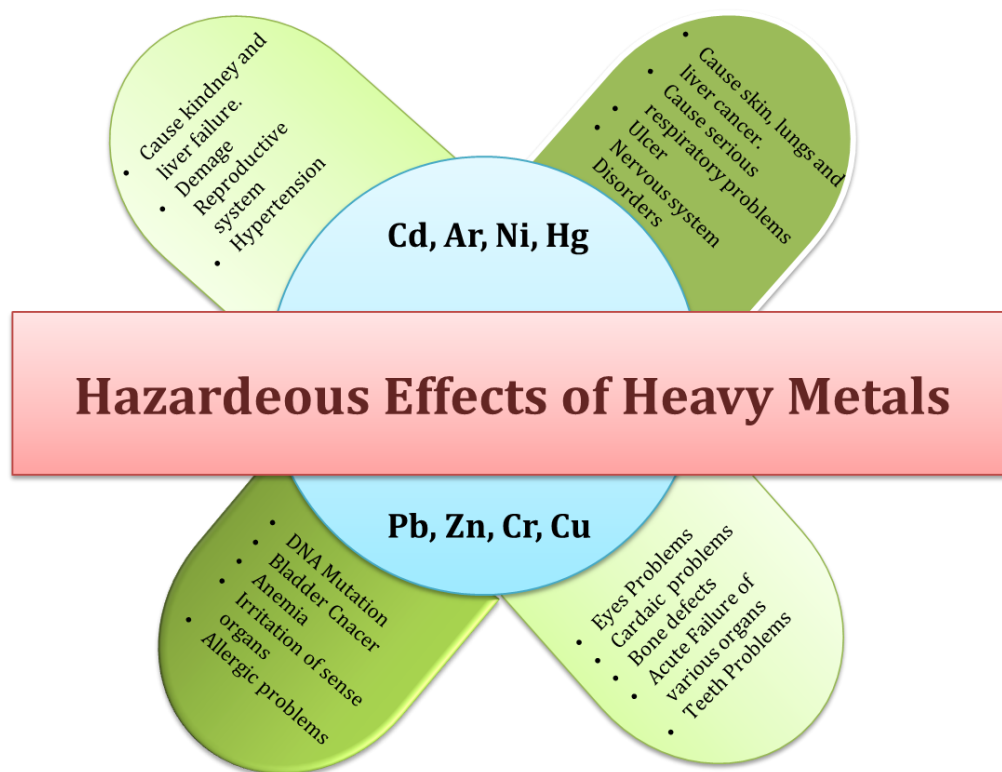 • Cause kindney and
liver failure.
• Demage
Reproductive
system
• Hypertension
• Cause skin, lungs and
liver cancer.
• Cause serious
respiratory problems
• Ulcer
• Nervous system
Disorders
Cd, Ar, Ni, Hg
Hazardeous Effects of Heavy Metals
Pb, Zn, Cr, Cu
• DNA Mutation
• Bladder Cnacer
• Anemia
• Irritation of sense
organs
• Allergic problems
• Eyes Problems
• Cardaic problems
• Bone defects
• Acute Failure of
various organs
• Teeth Problems